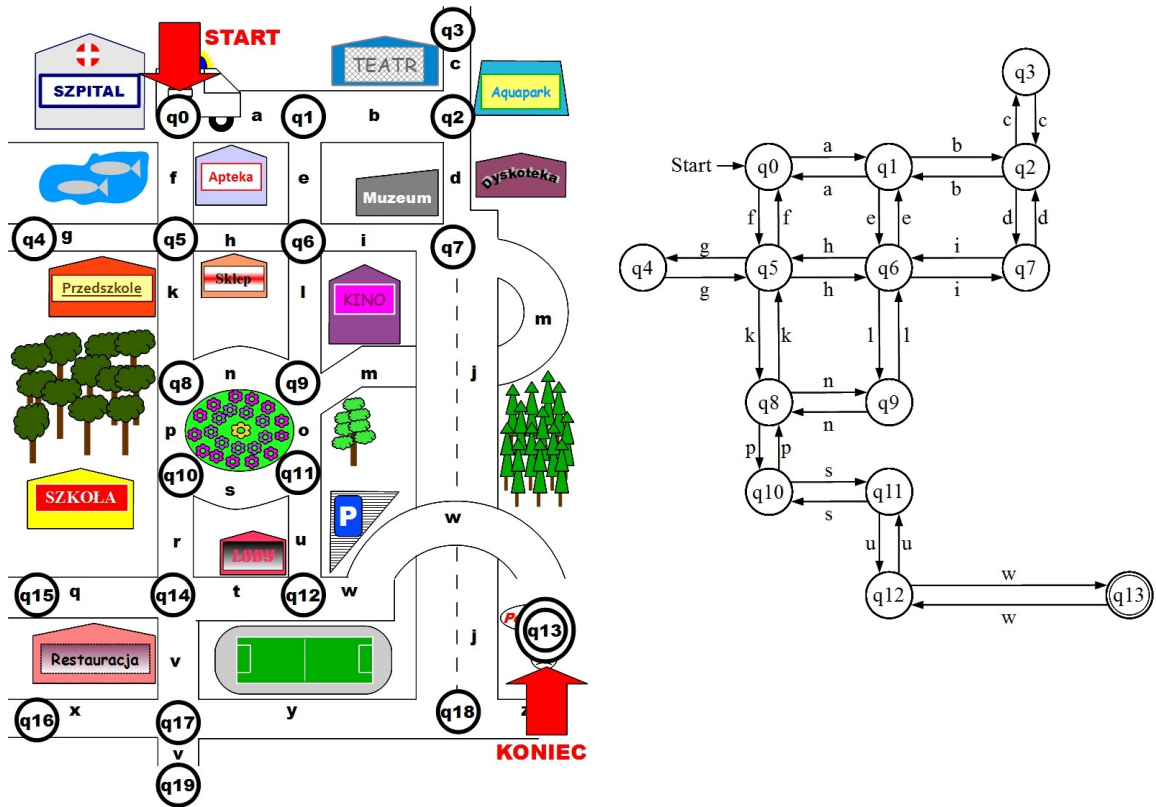 START
q3
c
TEATR
SZPITAL
Aquapark
q0
a
q1
b
q2
f
Apteka
e
Muzeum
d
Dyskoteka
q4
g
q5
h
q6
i
q7
Przedszkole
k
Sklep
l
KINO
m
q8
n
q9
m
j
p
o
q10
s
q11
SZKOŁA
P
w
r
LODY
u
q15
q
q14
t
q12
w
q13
j
Restauracja
v
x
y
q18
z
q16
q17
KONIEC
v
q19
q3
c
c
Start
q0
a
a
q1
b
b
q2
f
f
e
e
d
d
q4
g
g
q5
h
h
q6
i
i
q7
k
k
l
l
q8
n
n
q9
p
p
q10
s
s
q11
u
u
q12
w
w
q13